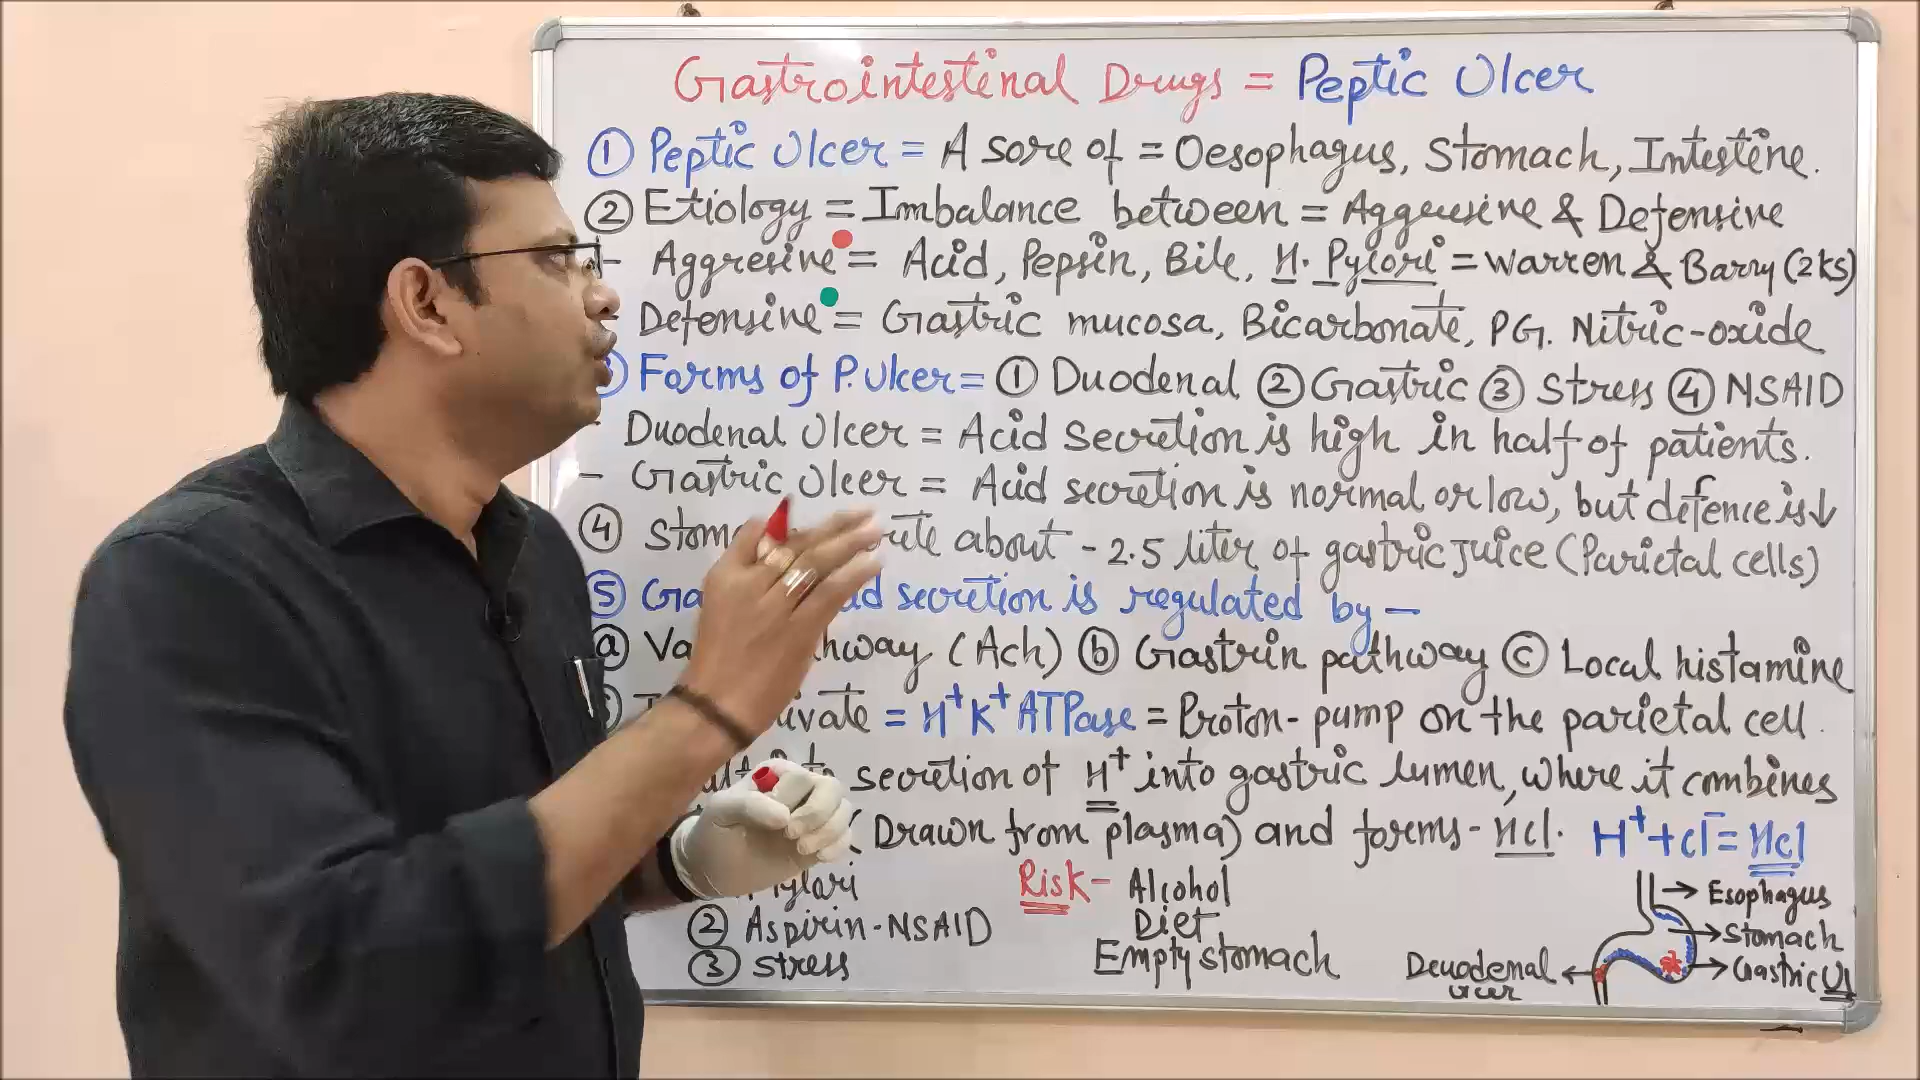 Gastrointestinal Drugs = Peptic Ulcer
① Peptic Ulcer = A sore of = Oesophagus, Stomach, Intestine.
② Etiology = Imbalance between = Aggresive & Defensive
- Aggresive = Acid, Pepsin, Bile, H. Pylori = Warren & Barry (2ks)
- Defensive = Gastric mucosa, Bicarbonate, PG. Nitric-oxide
Forms of P. Ulcer = ① Duodenal ② Gastric ③ Stress ④ NSAID
- Duodenal Ulcer = Acid secretion is high in half of patients.
- Gastric Ulcer = Acid secretion is normal or low, but defence is ↓
④ about - 2.5 liter of gastric juice (Parietal cells)
⑤ secretion is regulated by -
ⓐ (Ach) ⓑ Gastrin pathway ⓒ Local histamine
= H⁺K⁺ ATPase = Proton-pump on the parietal cell.
secretion of H⁺ into gastric lumen, where it combines
(Drawn from plasma) and forms - Hcl. H⁺+cl⁻= Hcl
Risk - Alcohol
② Aspirin-NSAID Diet
③ stress Empty stomach
→ Esophagus
→ Stomach
Deuodenal ulcer ← → Gastric Ul